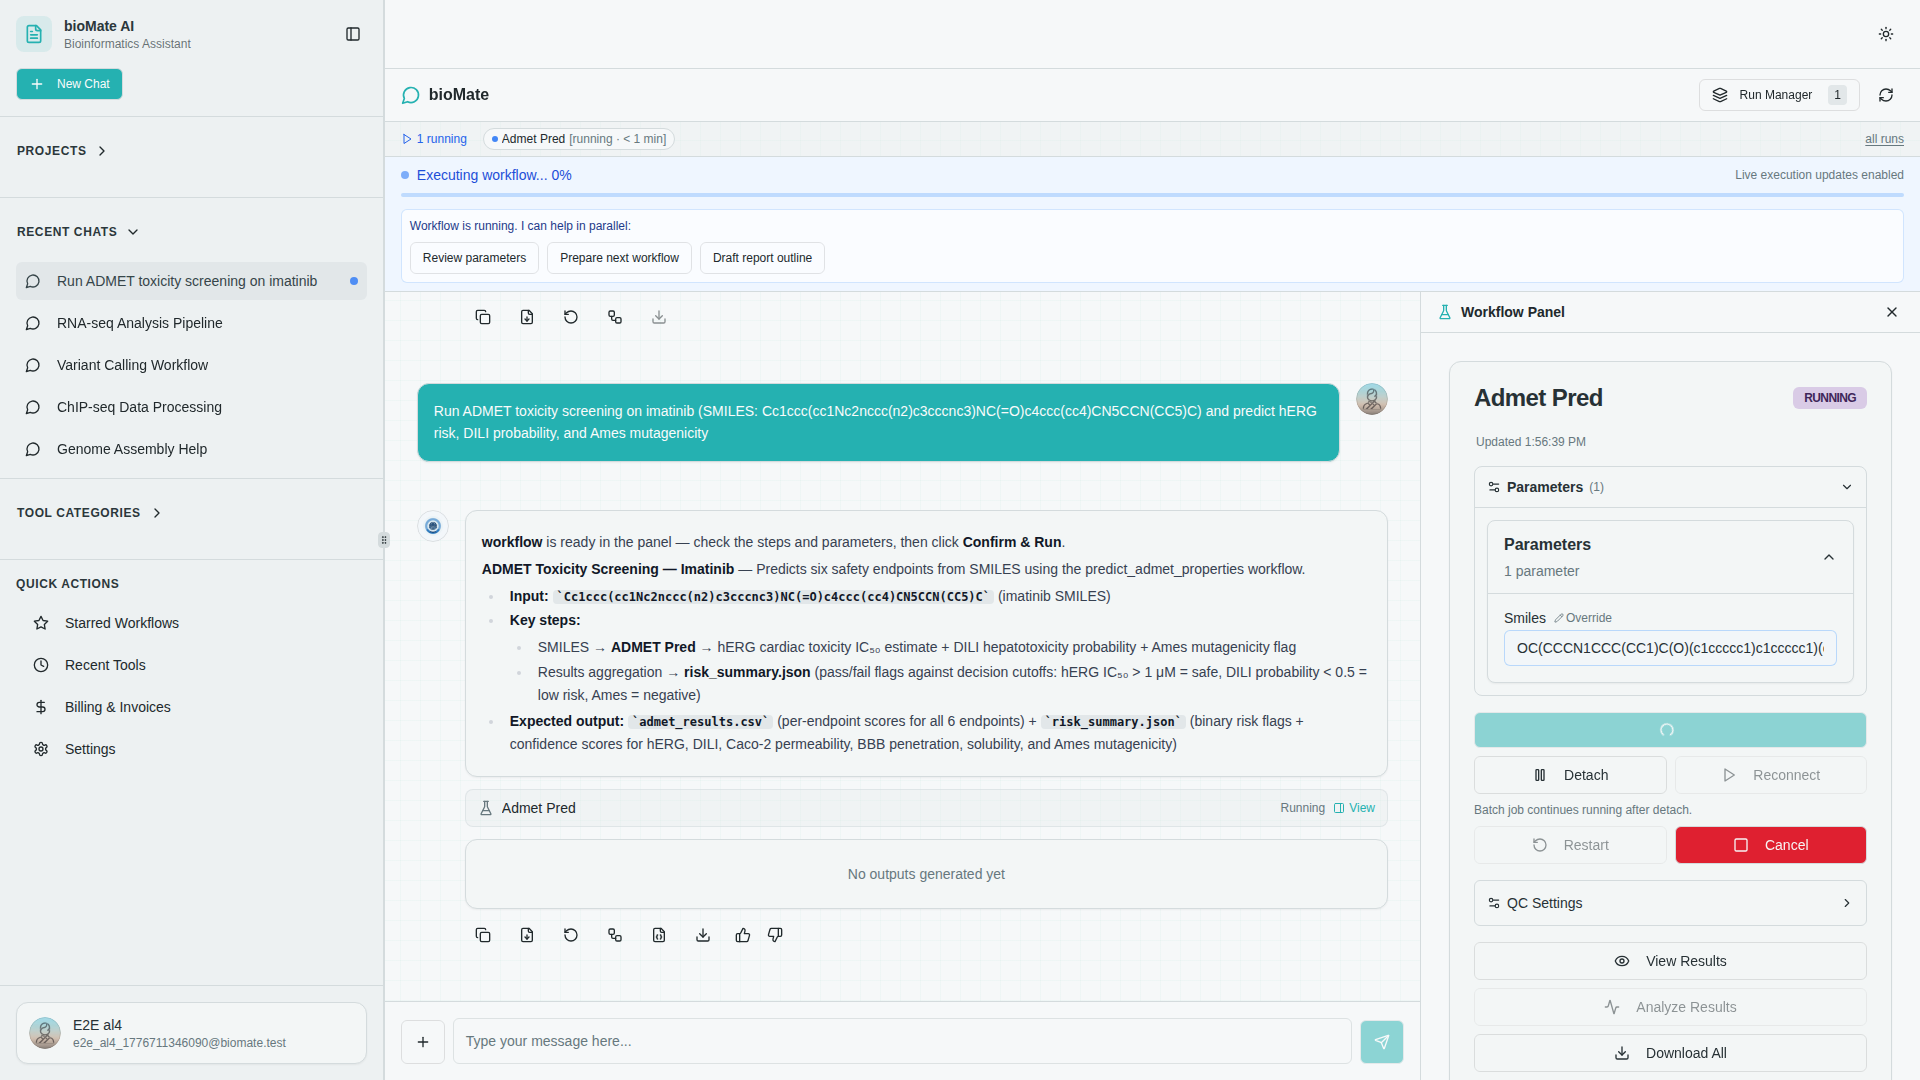 bioMate AI
Bioinformatics Assistant
New Chat
PROJECTS
RECENT CHATS
Run ADMET toxicity screening on imatinib
RNA-seq Analysis Pipeline
Variant Calling Workflow
ChIP-seq Data Processing
Genome Assembly Help
TOOL CATEGORIES
QUICK ACTIONS
Starred Workflows
Recent Tools
Billing & Invoices
Settings
E2E al4
e2e_al4_1776711346090@biomate.test
bioMate
Run Manager 1
1 running
Admet Pred [running · < 1 min]
all runs
Executing workflow... 0%
Live execution updates enabled
Workflow is running. I can help in parallel:
Review parameters
Prepare next workflow
Draft report outline
Run ADMET toxicity screening on imatinib (SMILES: Cc1ccc(cc1Nc2nccc(n2)c3cccnc3)NC(=O)c4ccc(cc4)CN5CCN(CC5)C) and predict hERG
risk, DILI probability, and Ames mutagenicity
workflow is ready in the panel — check the steps and parameters, then click Confirm & Run.
ADMET Toxicity Screening — Imatinib — Predicts six safety endpoints from SMILES using the predict_admet_properties workflow.
Input: `Cc1ccc(cc1Nc2nccc(n2)c3cccnc3)NC(=O)c4ccc(cc4)CN5CCN(CC5)C` (imatinib SMILES)
Key steps:
SMILES → ADMET Pred → hERG cardiac toxicity IC₅₀ estimate + DILI hepatotoxicity probability + Ames mutagenicity flag
Results aggregation → risk_summary.json (pass/fail flags against decision cutoffs: hERG IC₅₀ > 1 μM = safe, DILI probability < 0.5 =
low risk, Ames = negative)
Expected output: `admet_results.csv` (per-endpoint scores for all 6 endpoints) + `risk_summary.json` (binary risk flags +
confidence scores for hERG, DILI, Caco-2 permeability, BBB penetration, solubility, and Ames mutagenicity)
Admet Pred
Running
View
No outputs generated yet
Type your message here...
Workflow Panel
Admet Pred
RUNNING
Updated 1:56:39 PM
Parameters (1)
Parameters
1 parameter
Smiles
Override
OC(CCCN1CCC(CC1)C(O)(c1ccccc1)c1ccccc1)(
Detach
Reconnect
Batch job continues running after detach.
Restart
Cancel
QC Settings
View Results
Analyze Results
Download All